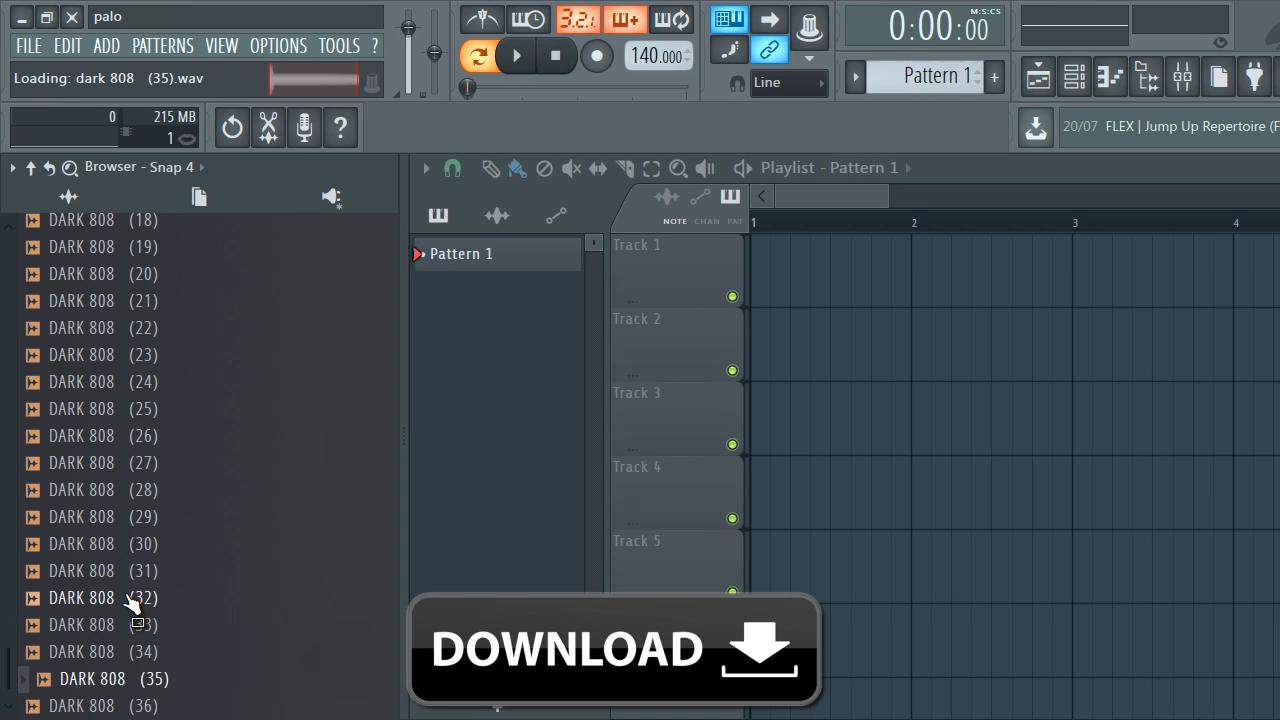 palo
FILE EDIT ADD PATTERNS VIEW OPTIONS TOOLS ?
Loading: dark 808 (35).wav
3.2.
140.000
Line
M:S:CS
0:00:00
Pattern 1
0 215 MB
1
?
20/07 FLEX | Jump Up Repertoire (F
Browser - Snap 4
Playlist - Pattern 1
NOTE CHAN PAT
1 2 3 4
Pattern 1
Track 1
Track 2
Track 3
Track 4
Track 5
DARK 808 (18)
DARK 808 (19)
DARK 808 (20)
DARK 808 (21)
DARK 808 (22)
DARK 808 (23)
DARK 808 (24)
DARK 808 (25)
DARK 808 (26)
DARK 808 (27)
DARK 808 (28)
DARK 808 (29)
DARK 808 (30)
DARK 808 (31)
DARK 808 (32)
DARK 808 (33)
DARK 808 (34)
DARK 808 (35)
DARK 808 (36)
DOWNLOAD